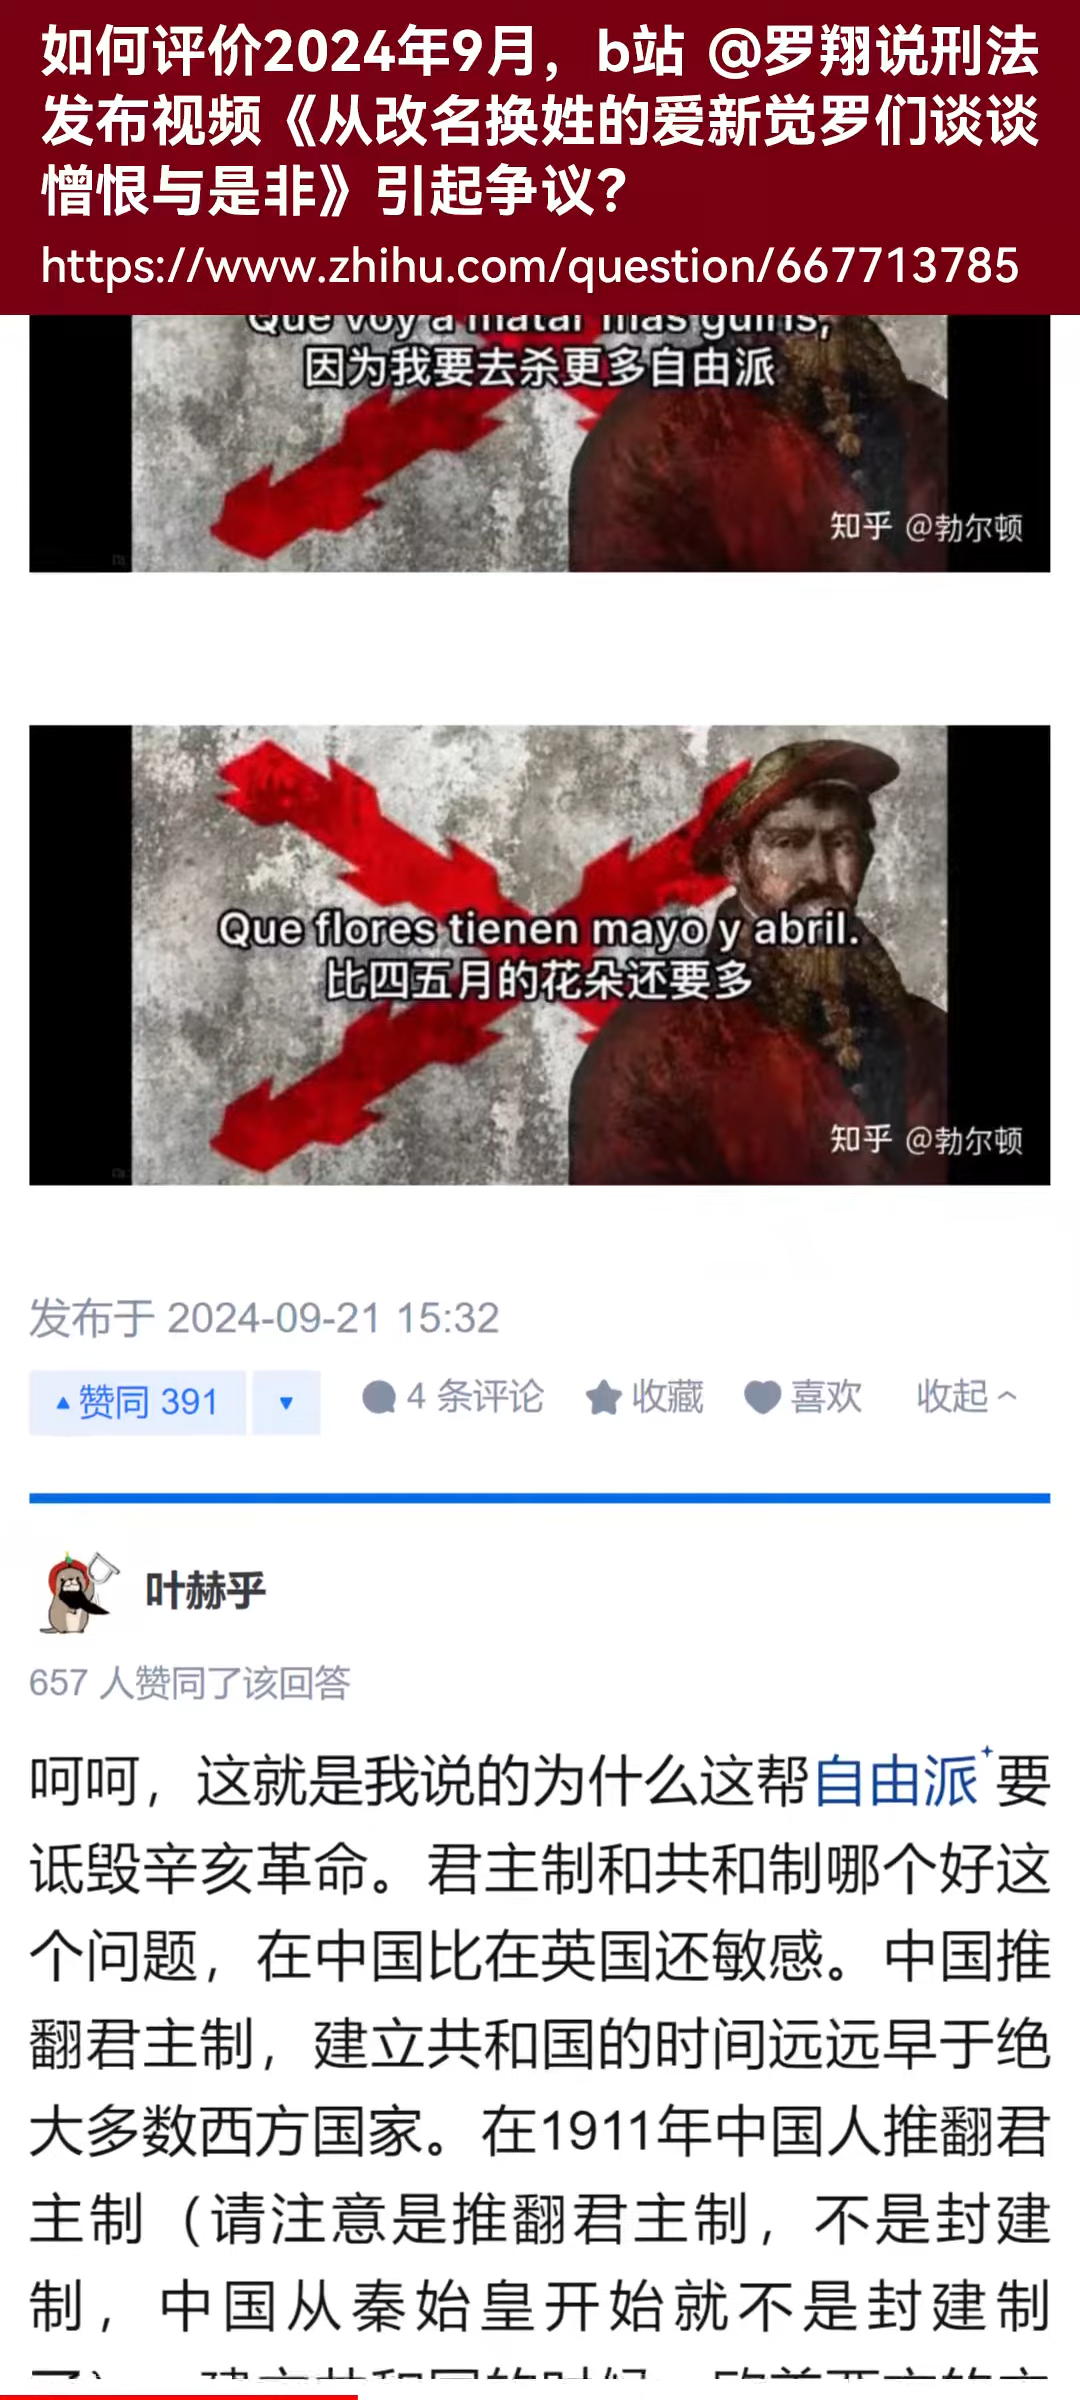 如何评价2024年9月，b站 @罗翔说刑法
发布视频《从改名换姓的爱新觉罗们谈谈
憎恨与是非》引起争议？
https://www.zhihu.com/question/667713785
Que voy a matar más guiris,
因为我要去杀更多自由派
知乎 @勃尔顿
Que flores tienen mayo y abril.
比四五月的花朵还要多
知乎 @勃尔顿
发布于 2024-09-21 15:32
赞同 391
4 条评论
收藏
喜欢
收起
叶赫乎
657 人赞同了该回答
呵呵，这就是我说的为什么这帮自由派要
诋毁辛亥革命。君主制和共和制哪个好这
个问题，在中国比在英国还敏感。中国推
翻君主制，建立共和国的时间远远早于绝
大多数西方国家。在1911年中国人推翻君
主制（请注意是推翻君主制，不是封建
制，中国从秦始皇开始就不是封建制